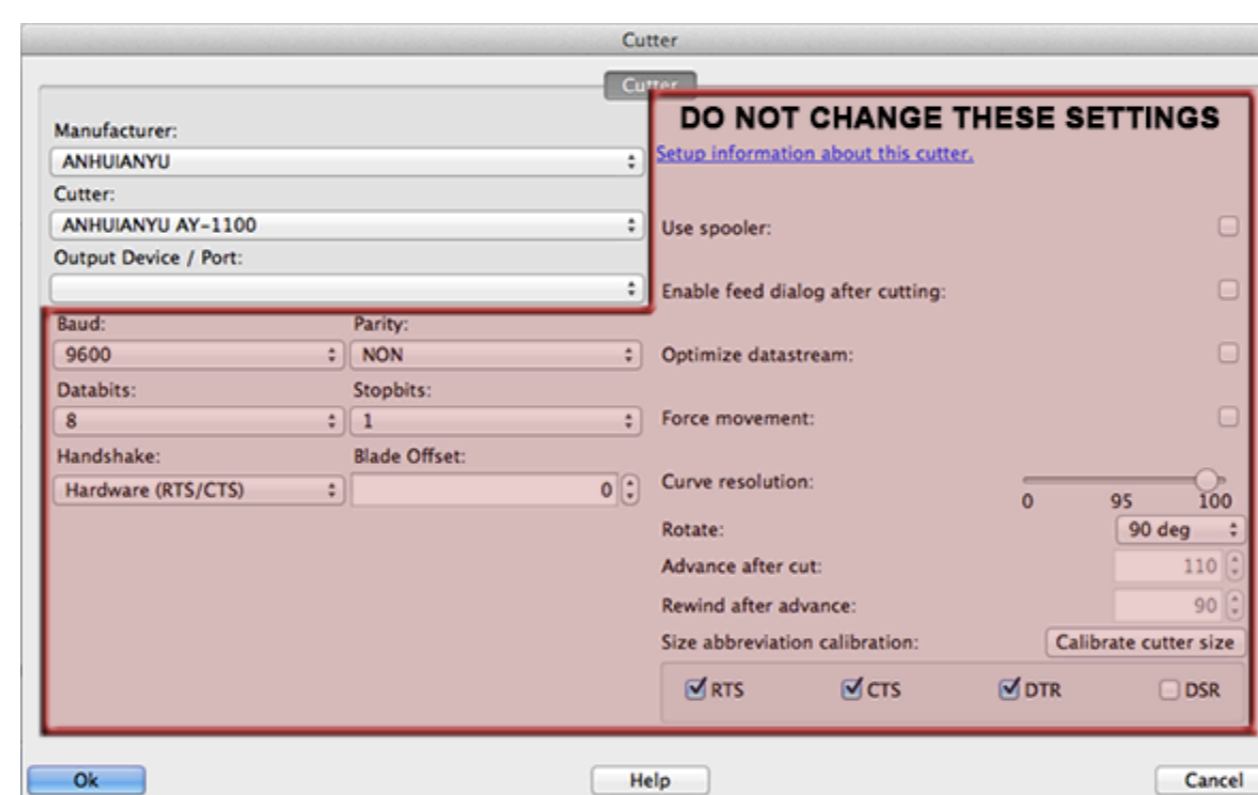 Cutter
Cutter
Manufacturer:
ANHUIANYU
Cutter:
ANHUIANYU AY-1100
Output Device / Port:
Baud: Parity:
9600 NON
Databits: Stopbits:
8 1
Handshake: Blade Offset:
Hardware (RTS/CTS) 0
DO NOT CHANGE THESE SETTINGS
Setup information about this cutter.
Use spooler:
Enable feed dialog after cutting:
Optimize datastream:
Force movement:
Curve resolution:
0 95 100
Rotate: 90 deg
Advance after cut: 110
Rewind after advance: 90
Size abbreviation calibration: Calibrate cutter size
RTS CTS DTR DSR
Ok Help Cancel